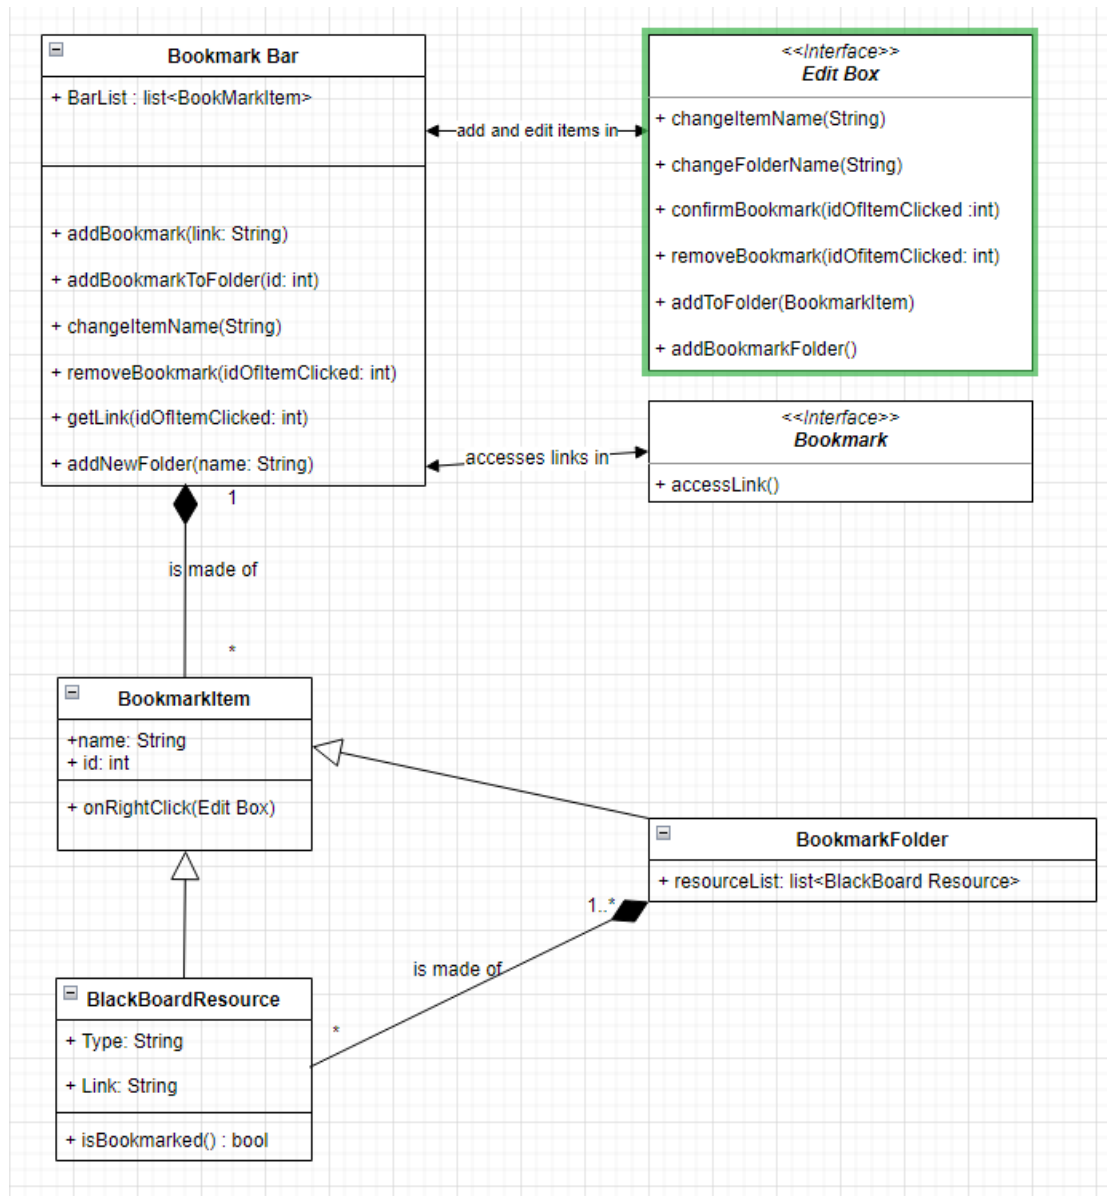 Bookmark Bar
+ BarList : list<BookMarkItem>
+ addBookmark(link: String)
+ addBookmarkToFolder(id: int)
+ changeItemName(String)
+ removeBookmark(idOfItemClicked: int)
+ getLink(idOfItemClicked: int)
+ addNewFolder(name: String)
add and edit items in
<<Interface>>
Edit Box
+ changeItemName(String)
+ changeFolderName(String)
+ confirmBookmark(idOfItemClicked :int)
+ removeBookmark(idOfitemClicked: int)
+ addToFolder(BookmarkItem)
+ addBookmarkFolder()
accesses links in
<<Interface>>
Bookmark
+ accessLink()
1
is made of
*
BookmarkItem
+name: String
+ id: int
+ onRightClick(Edit Box)
BookmarkFolder
+ resourceList: list<BlackBoard Resource>
1..*
is made of
*
BlackBoardResource
+ Type: String
+ Link: String
+ isBookmarked() : bool